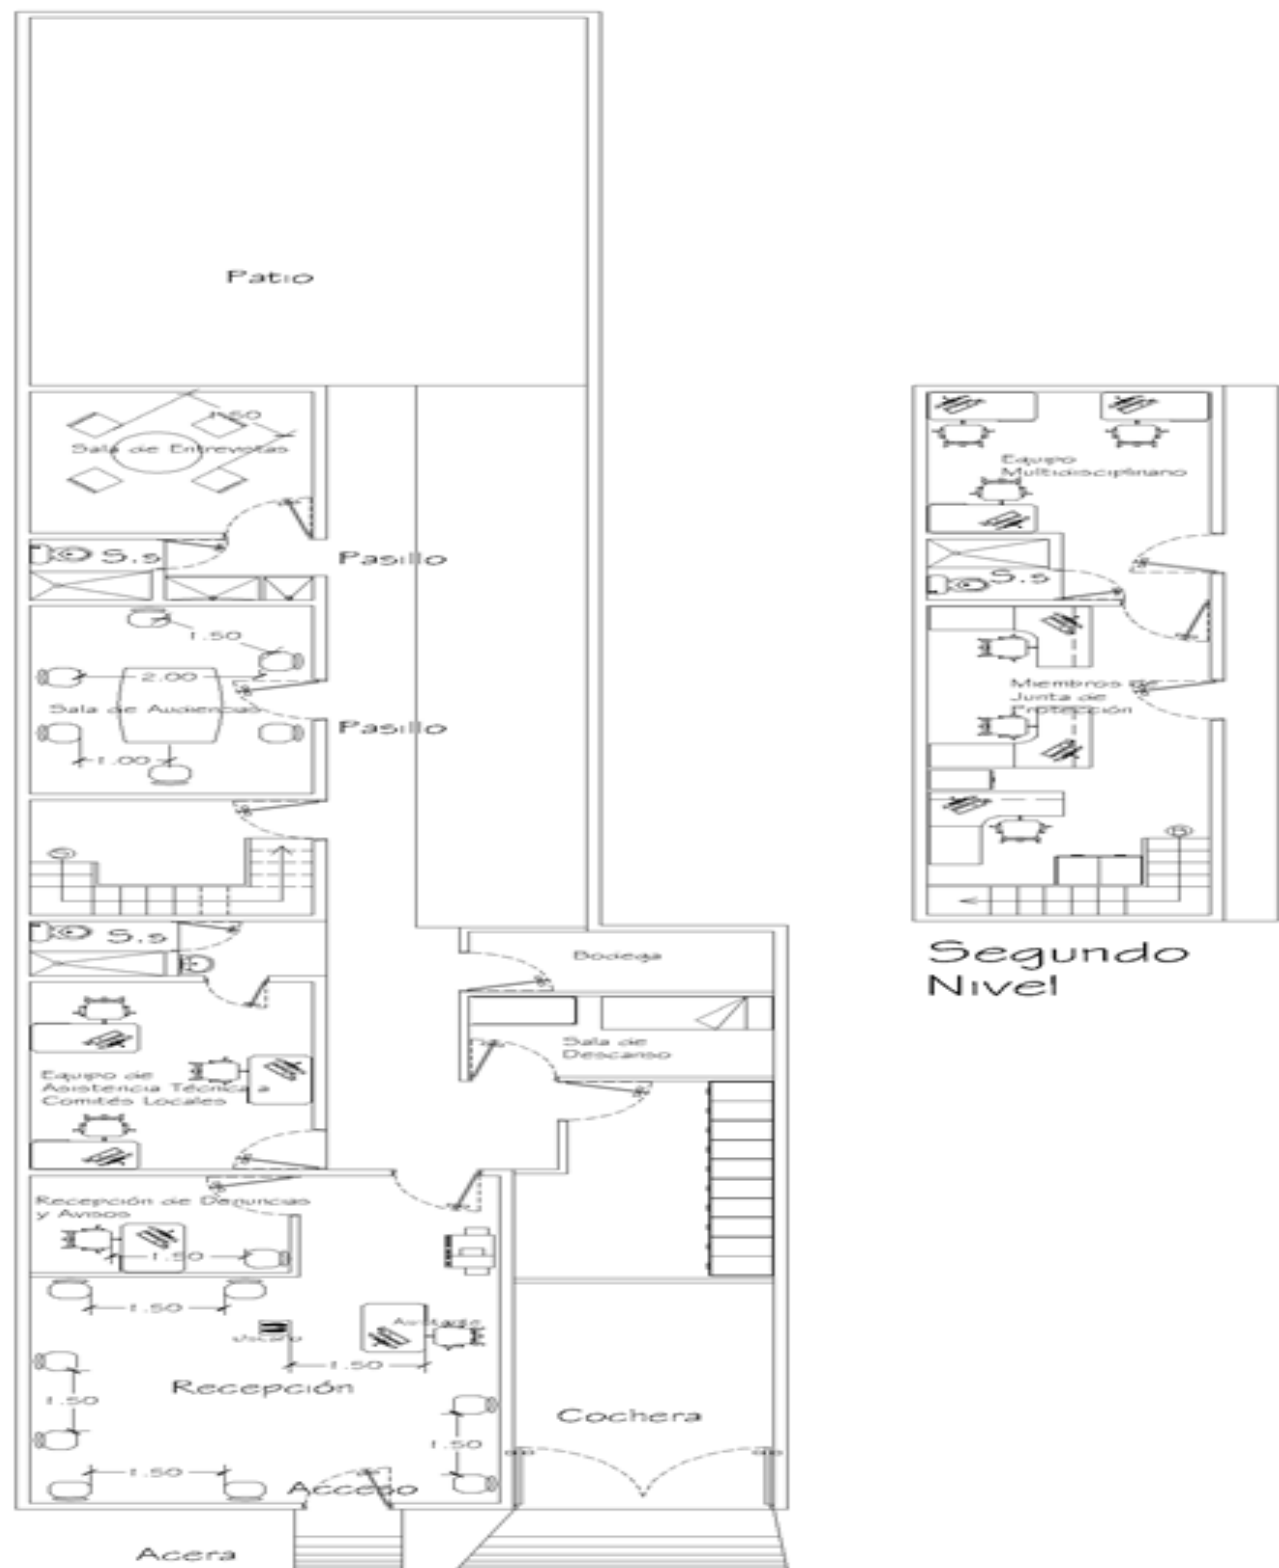 Patio
1.50
Sala de Entrevistas
S.s
Pasillo
1.50
2.00
Sala de Audiencias
Pasillo
1.00
S
S.s
Bodega
Sala de
Descanso
Equipo de
Asistencia Técnica a
Comités Locales
Recepción de Denuncias
y Avisos
1.50
1.50
1.50
Recepción
1.50
Cochera
1.50
1.50
Acceso
Acera
Equipo
Multidisciplinario
S.s
Miembros de
Junta de
Protección
B
Segundo
Nivel